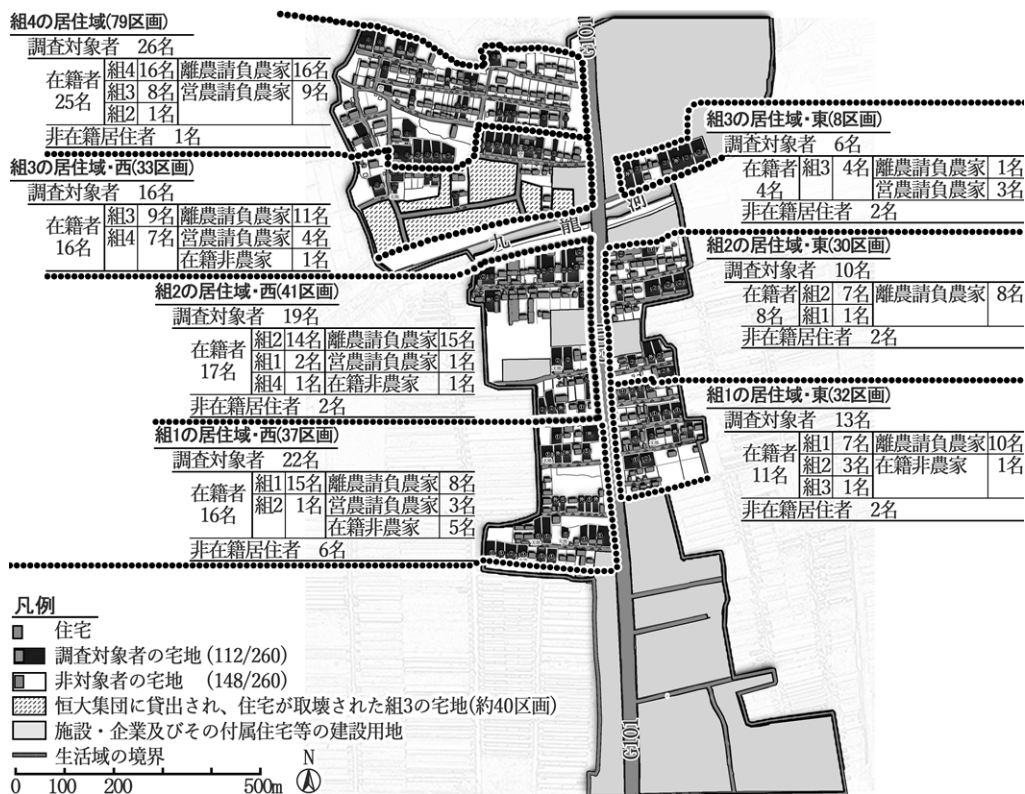 組4の居住域(79区画)
調査対象者 26名
在籍者
25名
組4 16名 離農請負農家 16名
組3 8名 営農請負農家 9名
組2 1名
非在籍居住者 1名
組3の居住域・西(33区画)
調査対象者 16名
在籍者
16名
組3 9名 離農請負農家 11名
組4 7名 営農請負農家 4名
在籍非農家 1名
組2の居住域・西(41区画)
調査対象者 19名
在籍者
17名
組2 14名 離農請負農家 15名
組1 2名 営農請負農家 1名
組4 1名 在籍非農家 1名
非在籍居住者 2名
組1の居住域・西(37区画)
調査対象者 22名
在籍者
16名
組1 15名 離農請負農家 8名
組2 1名 営農請負農家 3名
在籍非農家 5名
非在籍居住者 6名
G101
九龍河
組3の居住域・東(8区画)
調査対象者 6名
在籍者
4名
組3 4名 離農請負農家 1名
営農請負農家 3名
非在籍居住者 2名
組2の居住域・東(30区画)
調査対象者 10名
在籍者
8名
組2 7名 離農請負農家 8名
組1 1名
非在籍居住者 2名
組1の居住域・東(32区画)
調査対象者 13名
在籍者
11名
組1 7名 離農請負農家 10名
組2 3名 在籍非農家 1名
組3 1名
非在籍居住者 2名
G101
凡例
住宅
調査対象者の宅地 (112/260)
非対象者の宅地 (148/260)
恒大集団に貸出され、住宅が取壊された組3の宅地(約40区画)
施設・企業及びその付属住宅等の建設用地
生活域の境界
0 100 200 500m
N